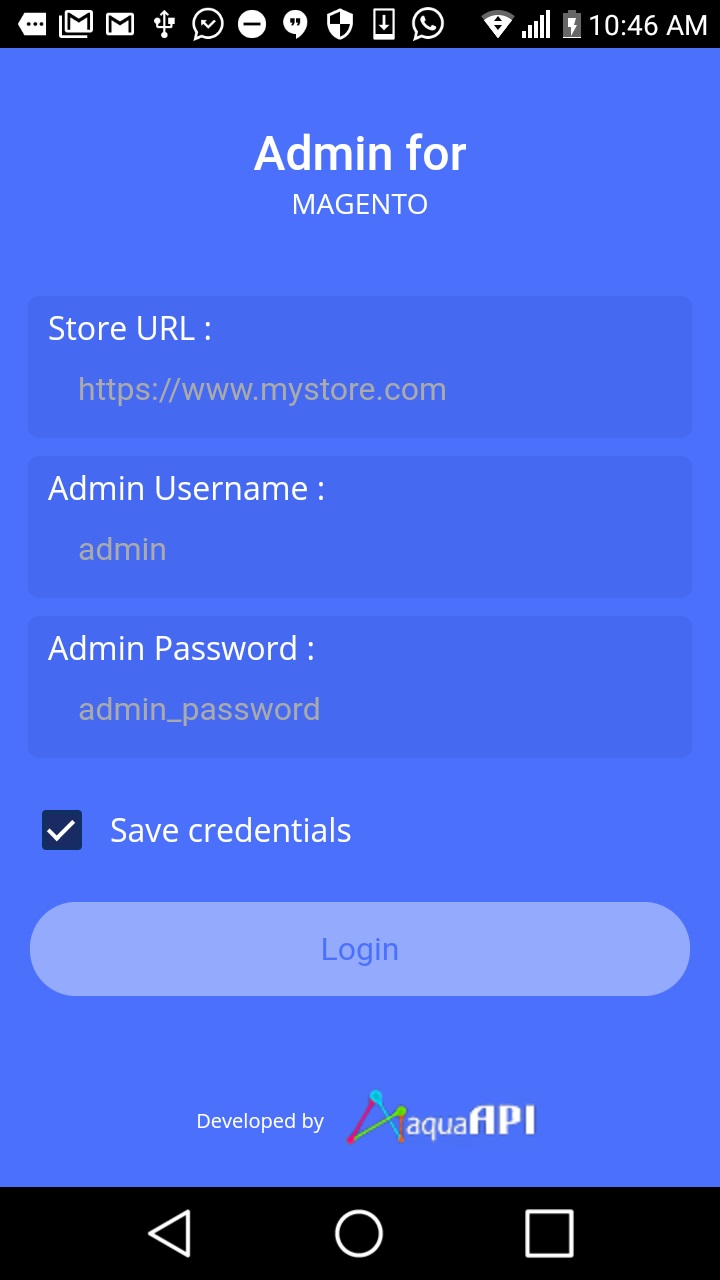 10:46 AM
Admin for
MAGENTO
Store URL :
https://www.mystore.com
Admin Username :
admin
Admin Password :
admin_password
Save credentials
Login
Developed by aquaAPI